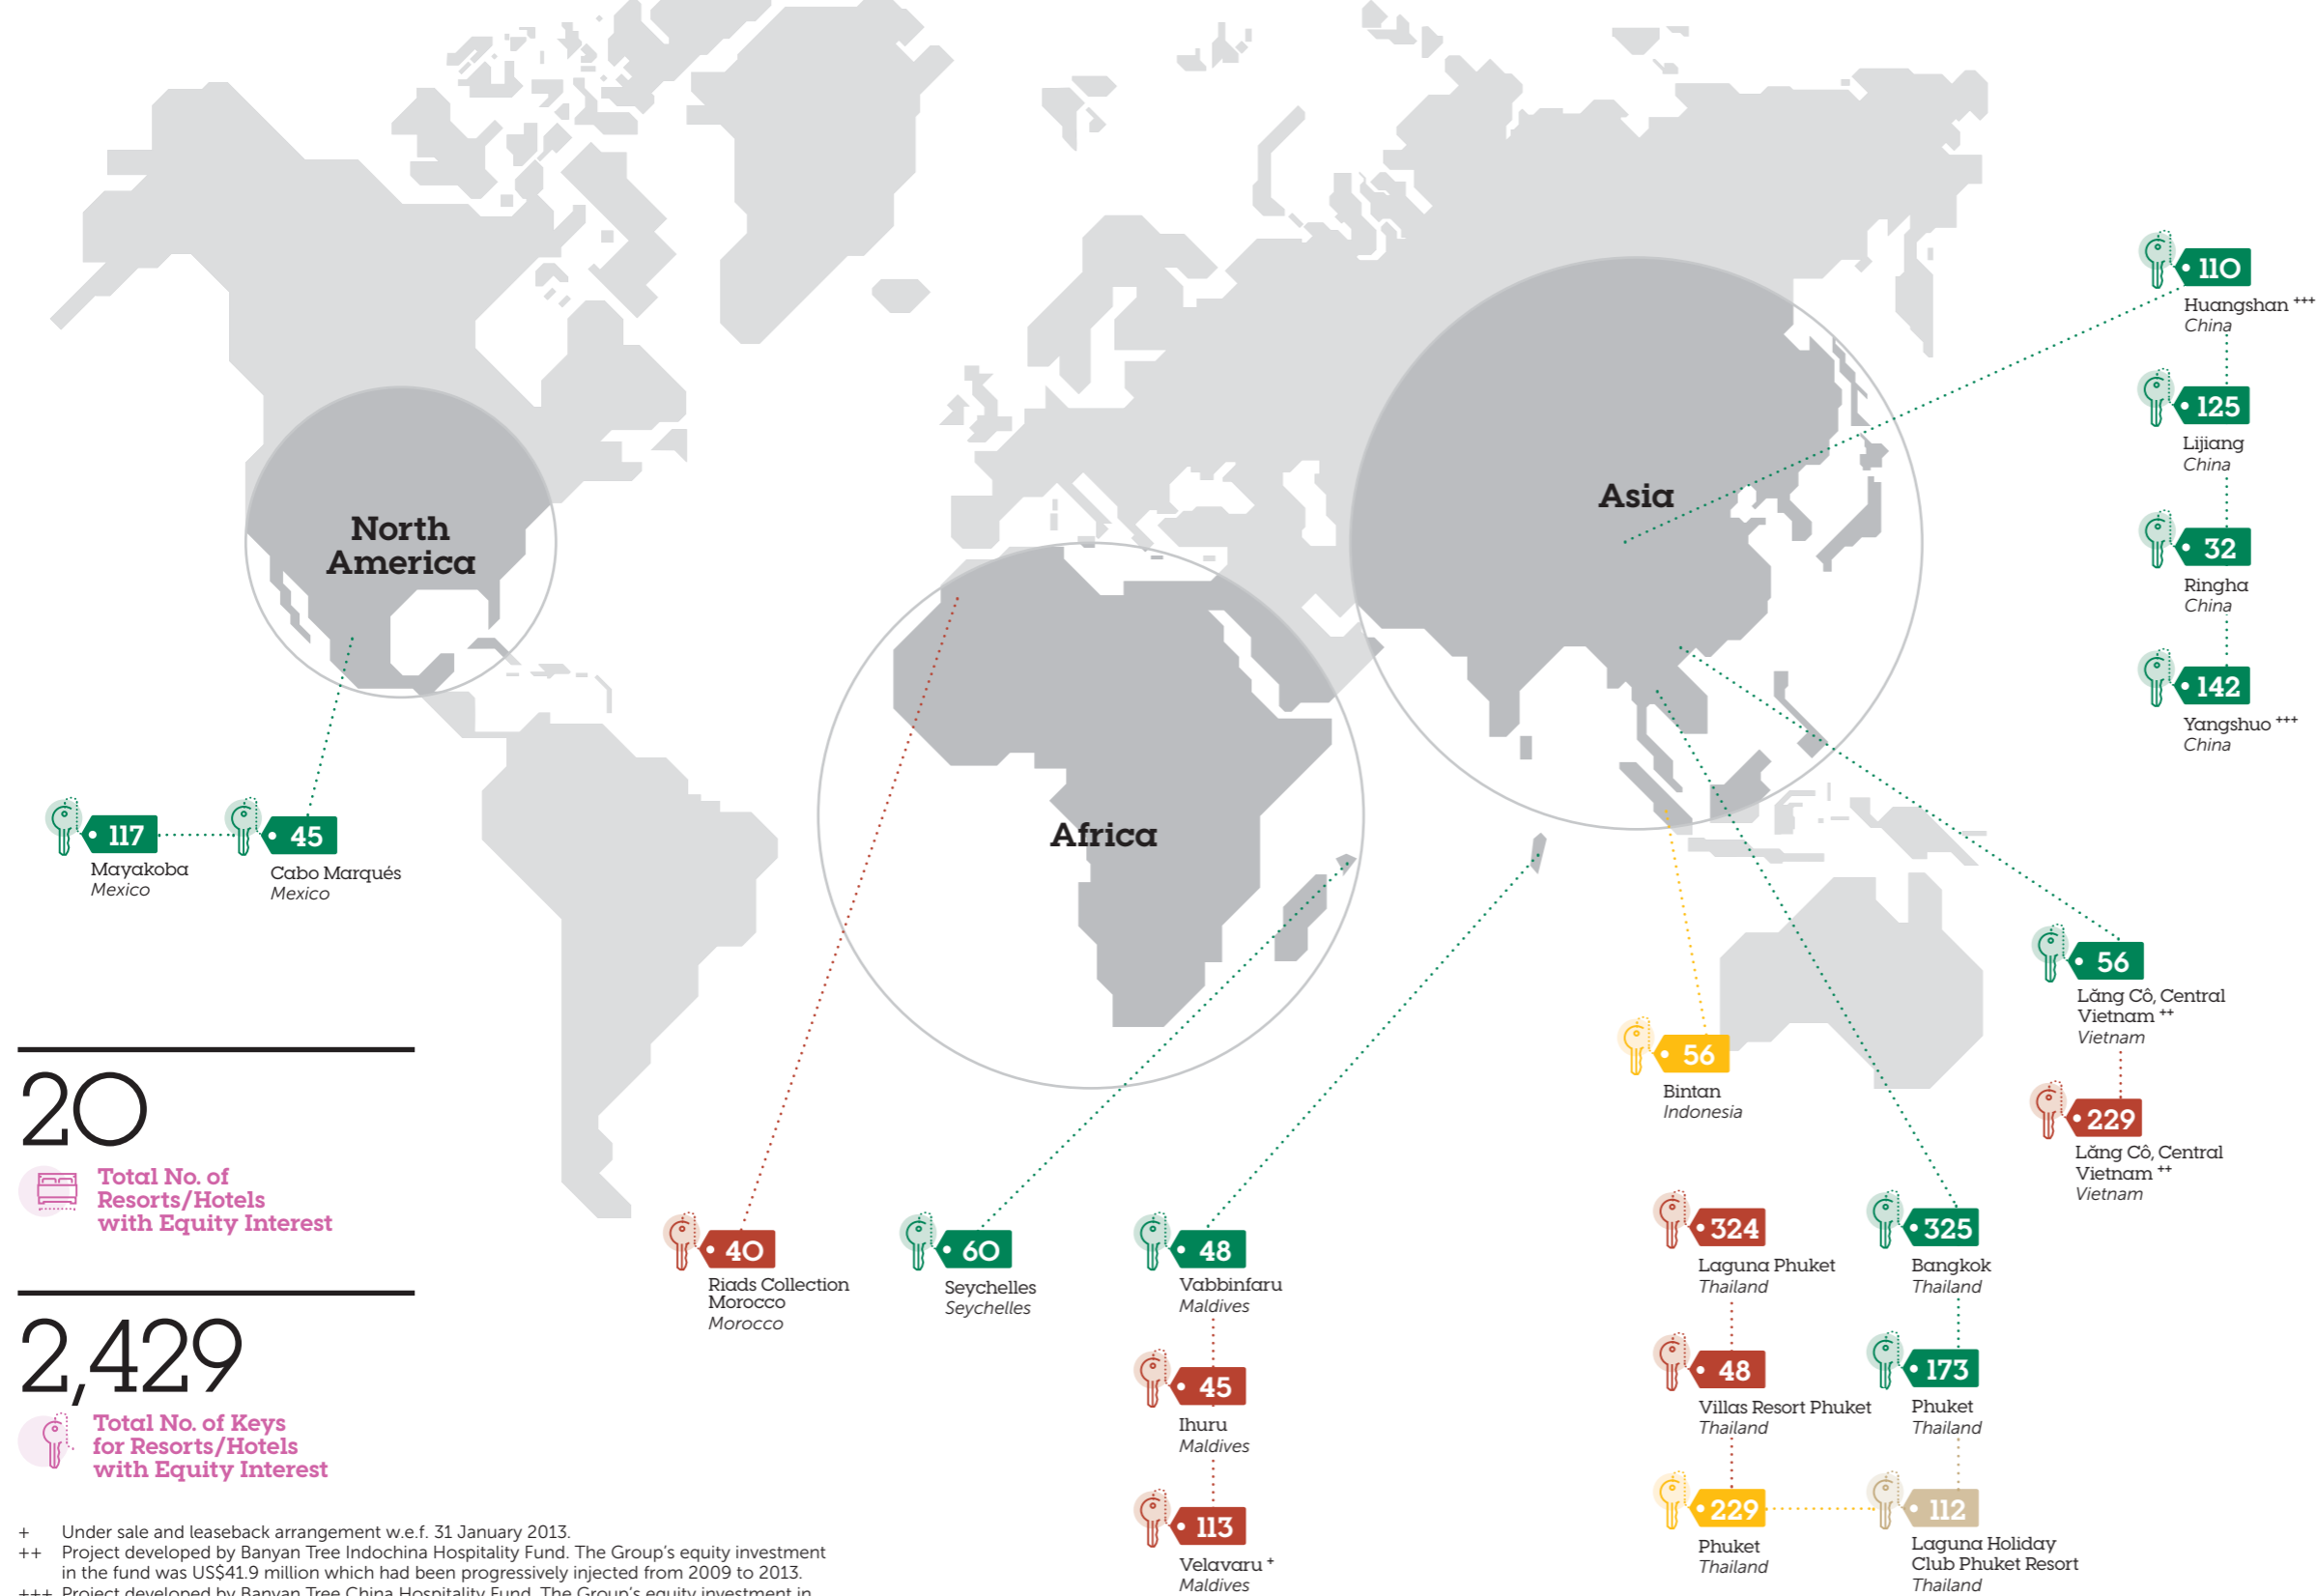 110
Huangshan +++
China
125
Lijiang
China
32
Ringha
China
142
Yangshuo +++
China
Asia
North
America
Africa
117
Mayakoba
Mexico
45
Cabo Marqués
Mexico
56
Lăng Cô, Central
Vietnam ++
Vietnam
229
Lăng Cô, Central
Vietnam ++
Vietnam
56
Bintan
Indonesia
20
Total No. of
Resorts/Hotels
with Equity Interest
2,429
Total No. of Keys
for Resorts/Hotels
with Equity Interest
40
Riads Collection
Morocco
Morocco
60
Seychelles
Seychelles
48
Vabbinfaru
Maldives
45
Ihuru
Maldives
113
Velavaru +
Maldives
324
Laguna Phuket
Thailand
48
Villas Resort Phuket
Thailand
229
Phuket
Thailand
325
Bangkok
Thailand
173
Phuket
Thailand
112
Laguna Holiday
Club Phuket Resort
Thailand
+ Under sale and leaseback arrangement w.e.f. 31 January 2013.
++ Project developed by Banyan Tree Indochina Hospitality Fund. The Group's equity investment
in the fund was US$41.9 million which had been progressively injected from 2009 to 2013.
+++ Project developed by Banyan Tree China Hospitality Fund. The Group's equity investment in